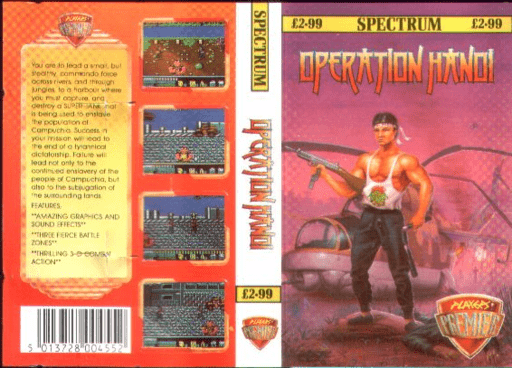 PLAYERS
PREMIER
You are to lead a small, but
stealthy, commando force
across rivers, and through
jungles, to a harbour where
you must capture, and
destroy a SUPERTANK that
is being used to enslave
the population of
Campuchia. Success in
your mission will lead to
the end of a tyrannical
dictatorship. Failure will
lead not only to the
continued enslavery of the
people of Campuchia, but
also to the subjugation of
the surrounding lands.
FEATURES:
**AMAZING GRAPHICS AND
SOUND EFFECTS**
**THREE FIERCE BATTLE
ZONES**
**THRILLING 3-D COMBAT
ACTION**
5 013728 004552
SPECTRUM
OPERATION HANOI
£2·99
£2·99 SPECTRUM £2·99
OPERATION HANOI
PLAYERS
PREMIER